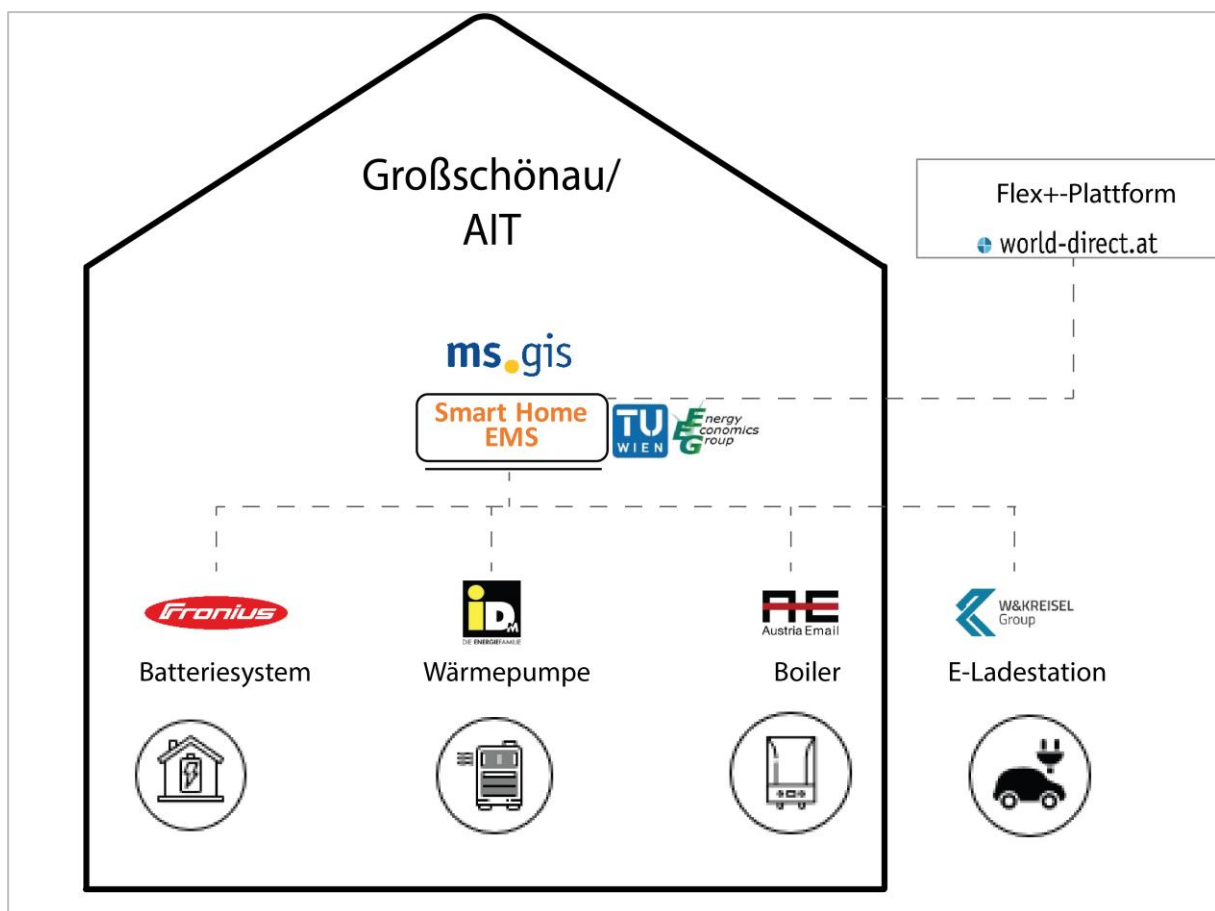 Großschönau/
AIT
Flex+-Plattform
world-direct.at
ms.gis
Smart Home
EMS
TU
WIEN
Energy
Economics
Group
Fronius
Batteriesystem
iDM
DIE ENERGIEFAMILIE
Wärmepumpe
AE
Austria Email
Boiler
W&KREISEL
Group
E-Ladestation